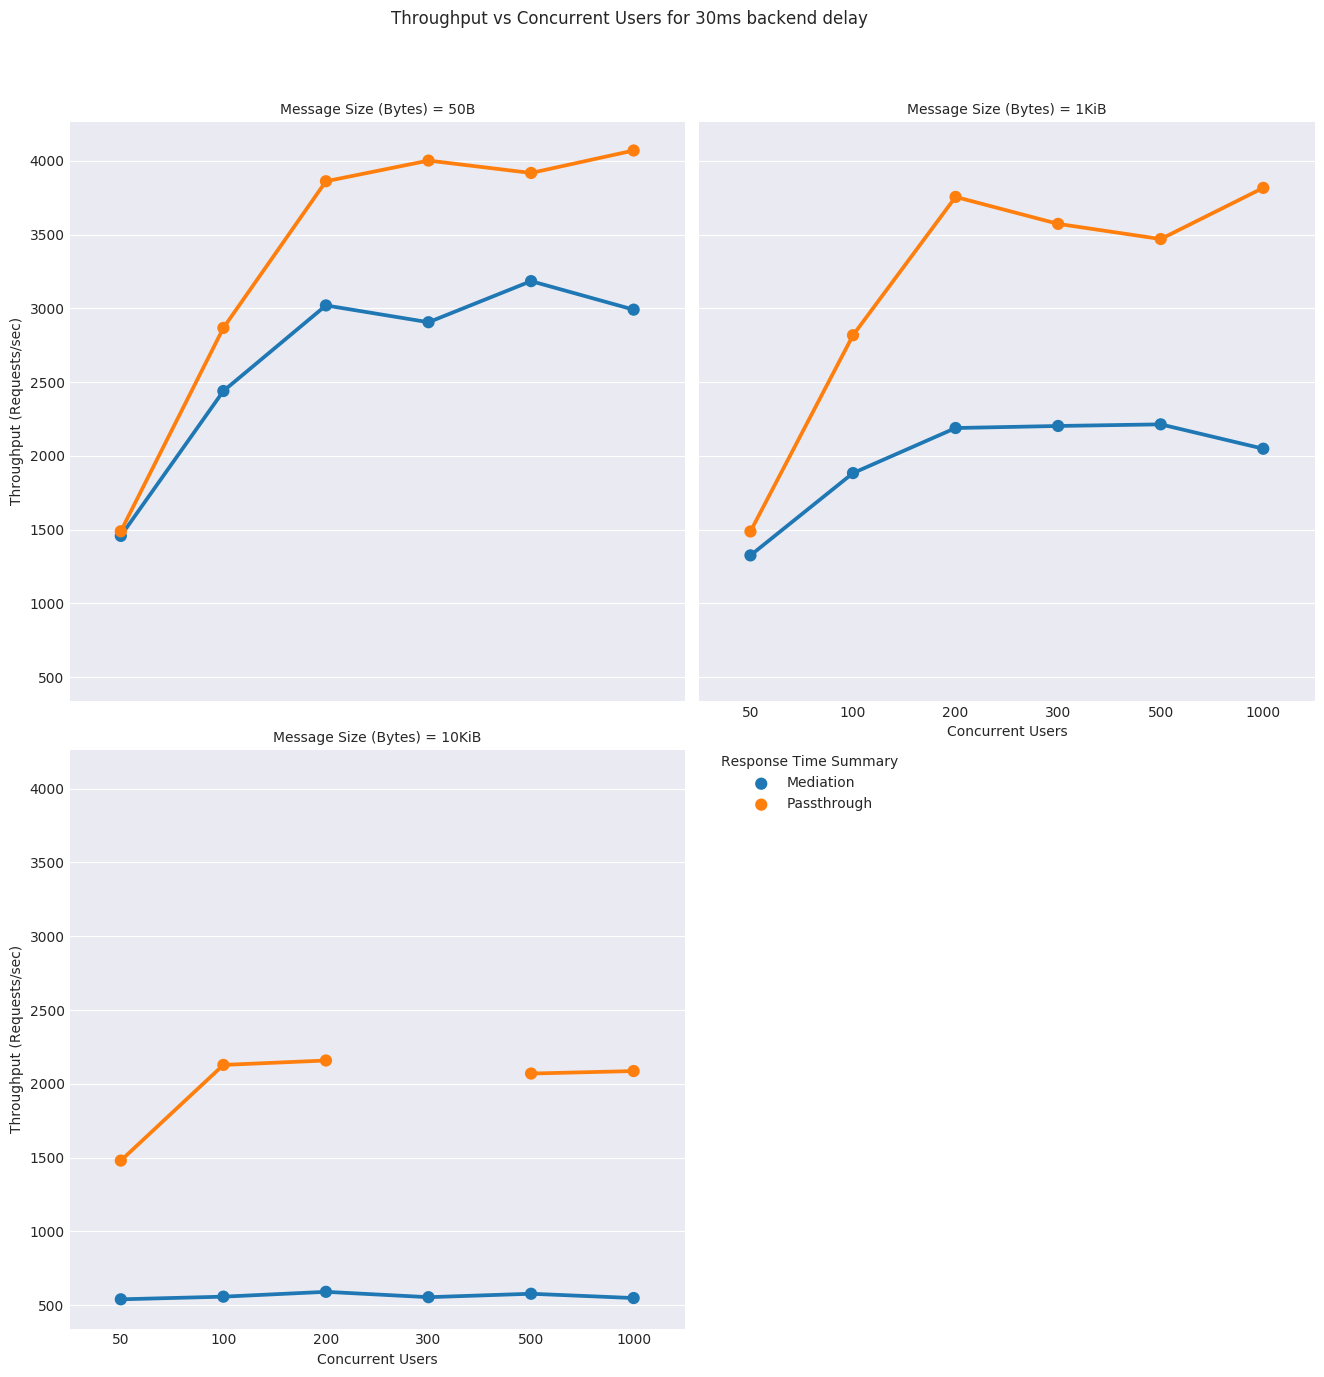 Throughput vs Concurrent Users for 30ms backend delay
Message Size (Bytes) = 50B
Throughput (Requests/sec)
4000
3500
3000
2500
2000
1500
1000
500
Message Size (Bytes) = 1KiB
50 100 200 300 500 1000
Concurrent Users
Message Size (Bytes) = 10KiB
Throughput (Requests/sec)
4000
3500
3000
2500
2000
1500
1000
500
50 100 200 300 500 1000
Concurrent Users
Response Time Summary
Mediation
Passthrough